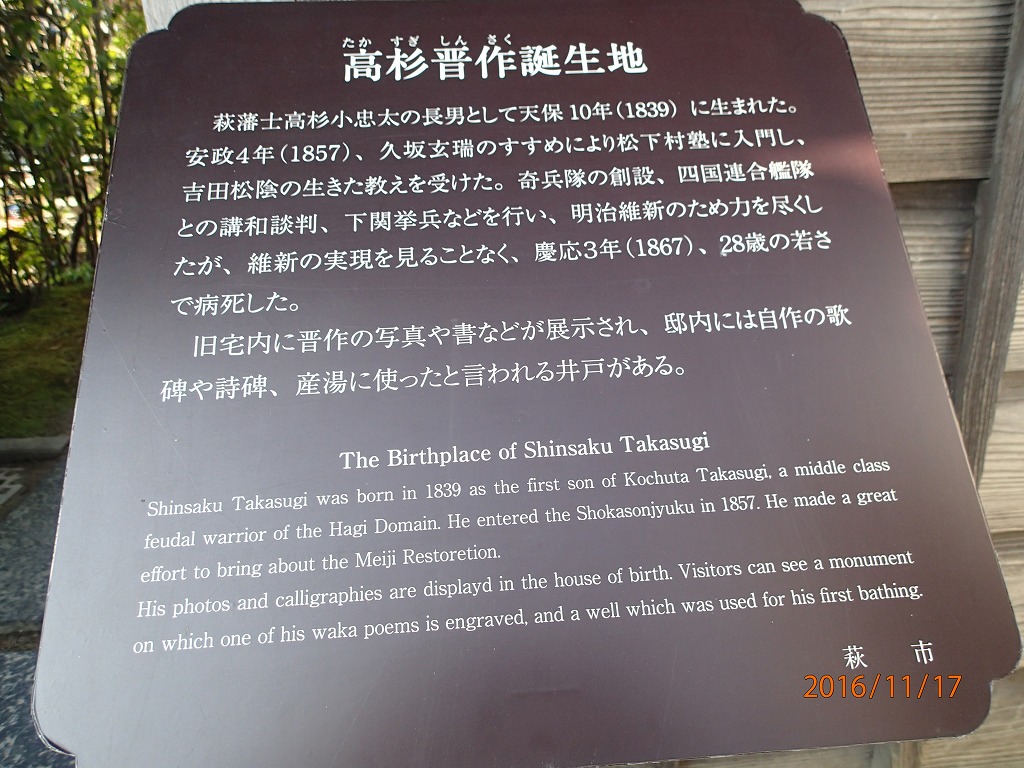 たか すぎ しん さく
高杉晋作誕生地
萩藩士高杉小忠太の長男として天保10年（1839）に生まれた。
安政4年（1857）、久坂玄瑞のすすめにより松下村塾に入門し、
吉田松陰の生きた教えを受けた。奇兵隊の創設、四国連合艦隊
との講和談判、下関挙兵などを行い、明治維新のため力を尽くし
たが、維新の実現を見ることなく、慶応3年（1867）、28歳の若さ
で病死した。
旧宅内に晋作の写真や書などが展示され、邸内には自作の歌
碑や詩碑、産湯に使ったと言われる井戸がある。
The Birthplace of Shinsaku Takasugi
Shinsaku Takasugi was born in 1839 as the first son of Kochuta Takasugi, a middle class
feudal warrior of the Hagi Domain. He entered the Shokasonjyuku in 1857. He made a great
effort to bring about the Meiji Restoretion.
His photos and calligraphies are displayd in the house of birth. Visitors can see a monument
on which one of his waka poems is engraved, and a well which was used for his first bathing.
萩 市
2016/11/17